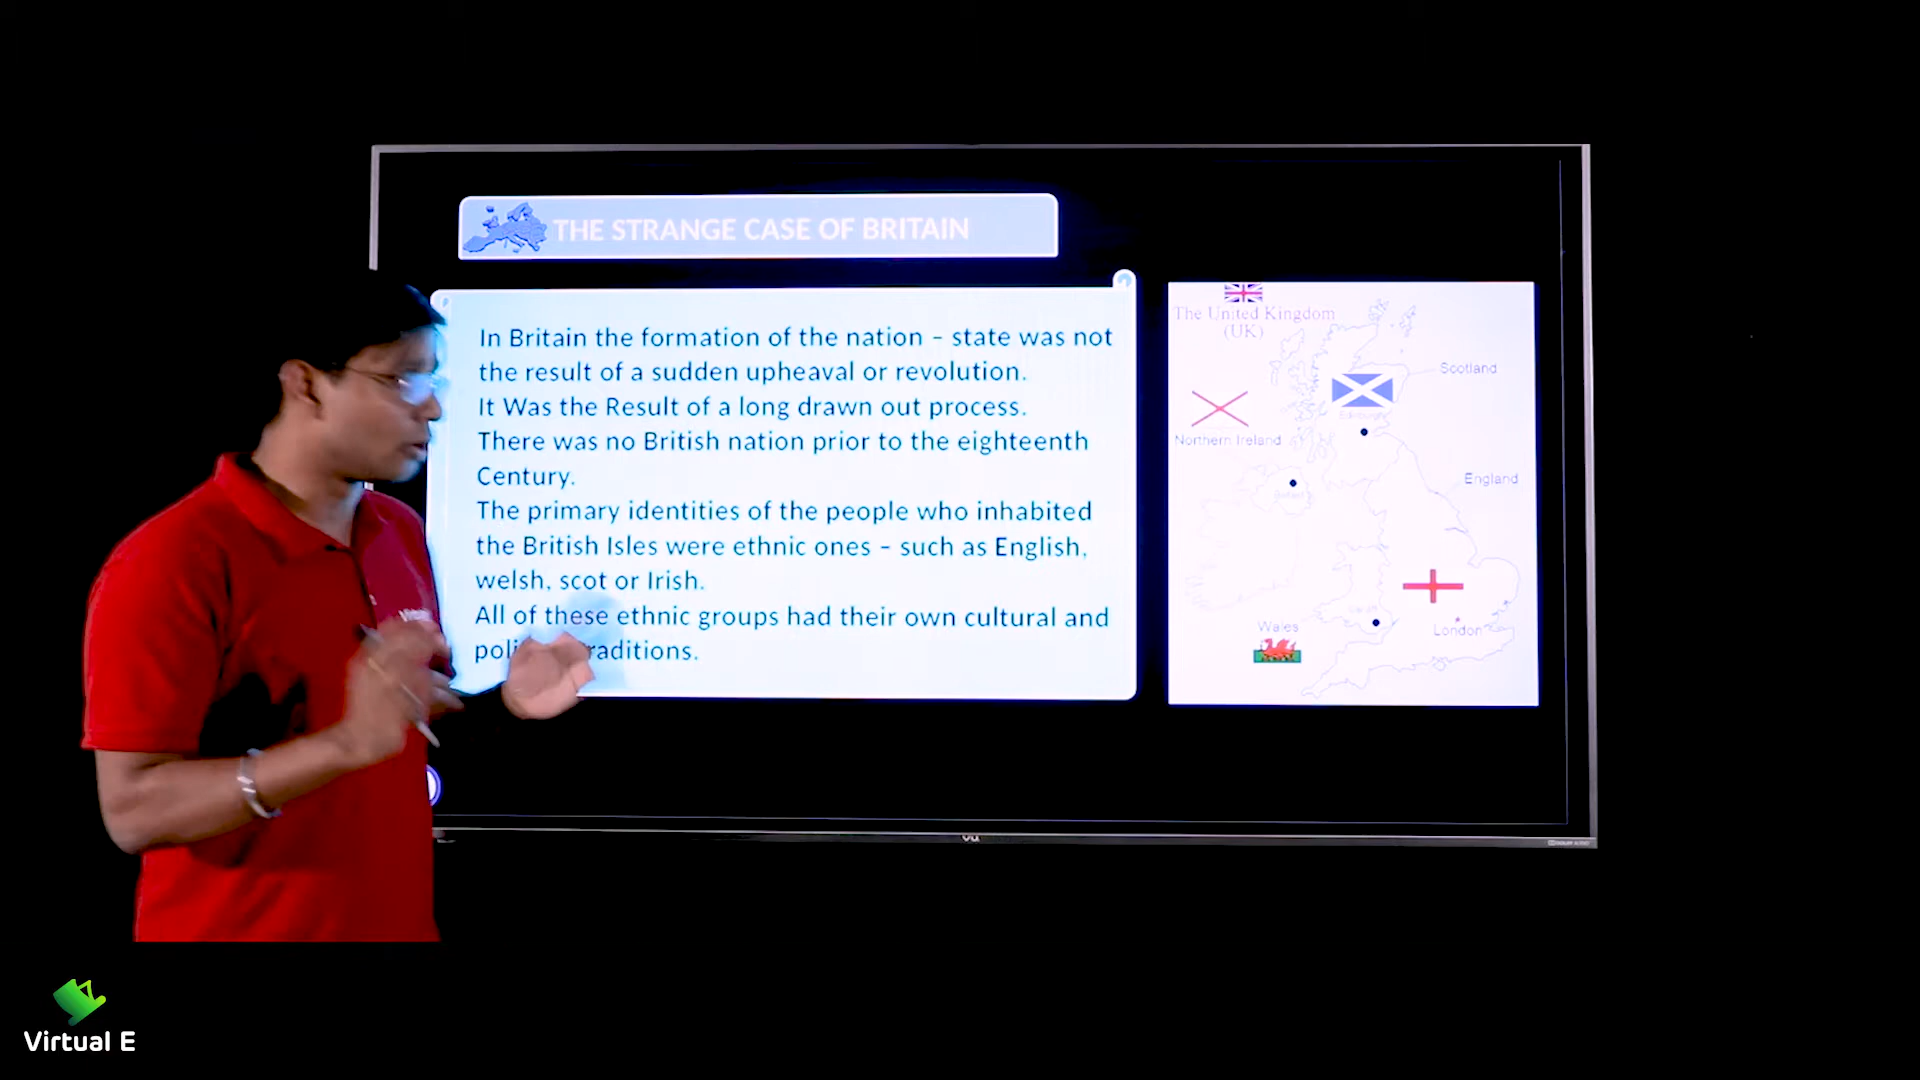 THE STRANGE CASE OF BRITAIN
In Britain the formation of the nation – state was not
the result of a sudden upheaval or revolution.
It Was the Result of a long drawn out process.
There was no British nation prior to the eighteenth
Century.
The primary identities of the people who inhabited
the British Isles were ethnic ones – such as English,
welsh, scot or Irish.
All of these ethnic groups had their own cultural and
raditions.
The United Kingdom
(UK)
Scotland
Edinburgh
Northern Ireland
England
Belfast
Wales
London
Vu
Virtual E